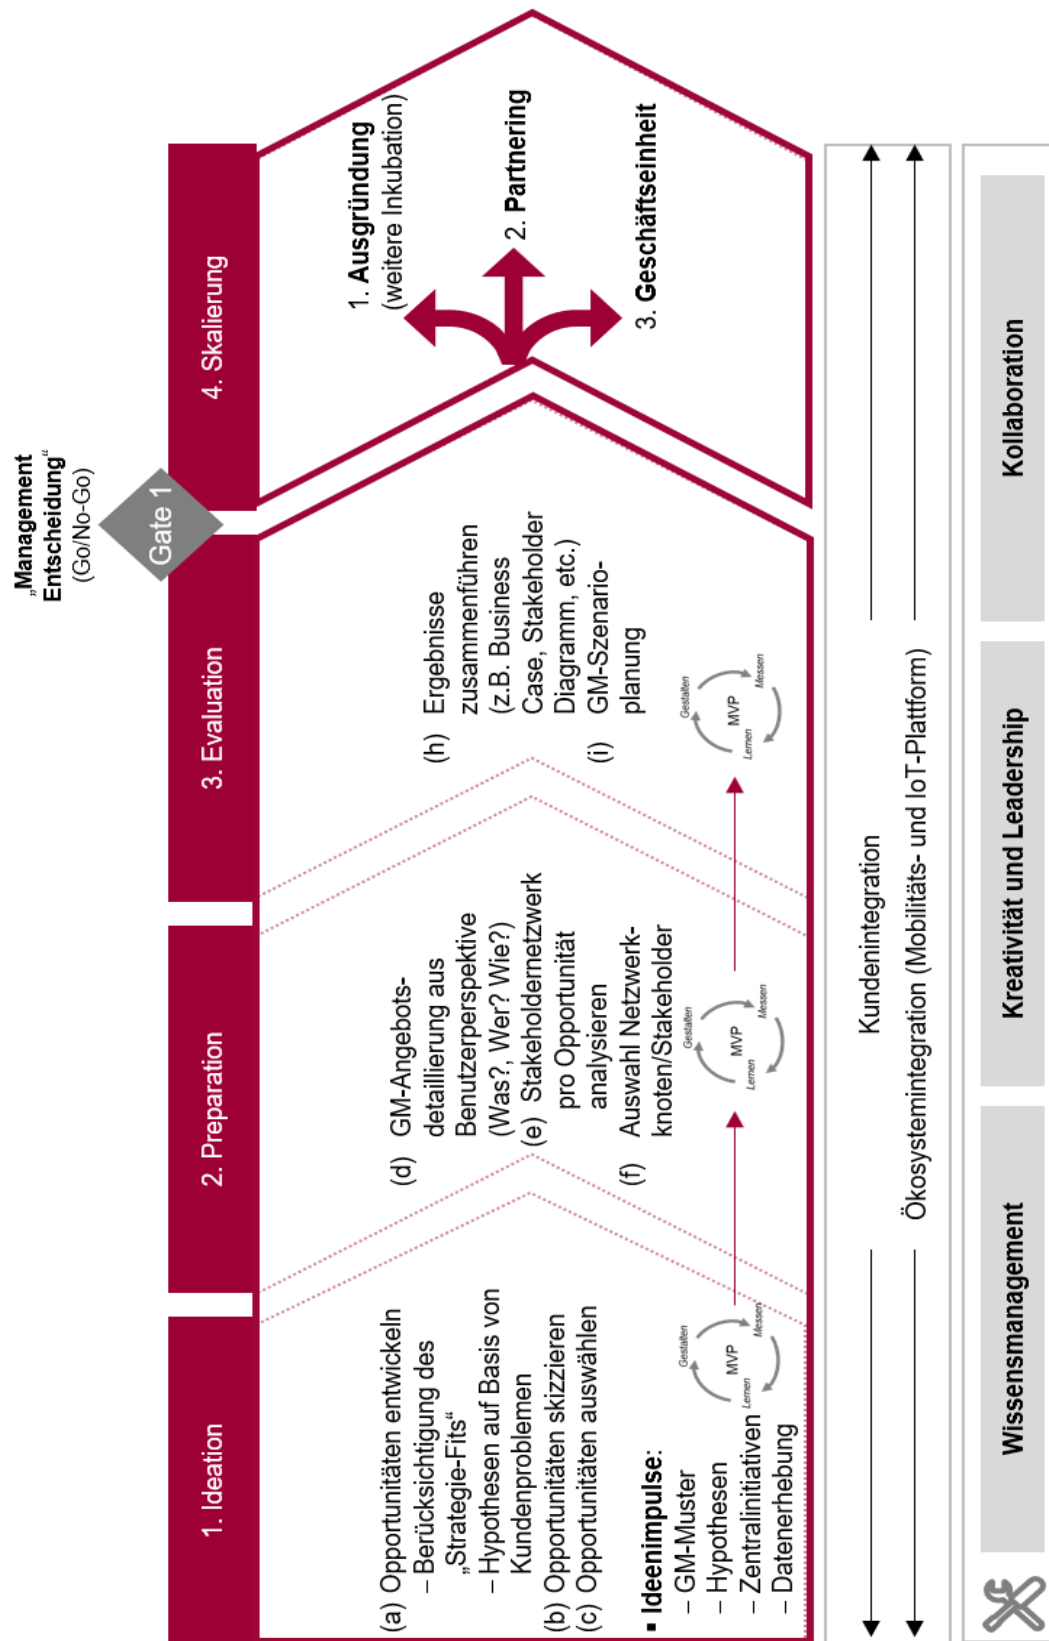 „Management
Entscheidung“
(Go/No-Go)
Gate 1
1. Ideation
2. Preparation
3. Evaluation
4. Skalierung
(a) Opportunitäten entwickeln
– Berücksichtigung des
„Strategie-Fits“
– Hypothesen auf Basis von
Kundenproblemen
(b) Opportunitäten skizzieren
(c) Opportunitäten auswählen
▪ Ideenimpulse:
– GM-Muster
– Hypothesen
– Zentralinitiativen
– Datenerhebung
Gestalten
MVP
Lernen
Messen
(d) GM-Angebots-
detaillierung aus
Benutzerperspektive
(Was?, Wer? Wie?)
(e) Stakeholdernetzwerk
pro Opportunität
analysieren
(f) Auswahl Netzwerk-
knoten/Stakeholder
Gestalten
MVP
Lernen
Messen
(h) Ergebnisse
zusammenführen
(z.B. Business
Case, Stakeholder
Diagramm, etc.)
(i) GM-Szenario-
planung
Gestalten
MVP
Lernen
Messen
1. Ausgründung
(weitere Inkubation)
2. Partnering
3. Geschäftseinheit
Kundenintegration
Ökosystemintegration (Mobilitäts- und IoT-Plattform)
Wissensmanagement
Kreativität und Leadership
Kollaboration